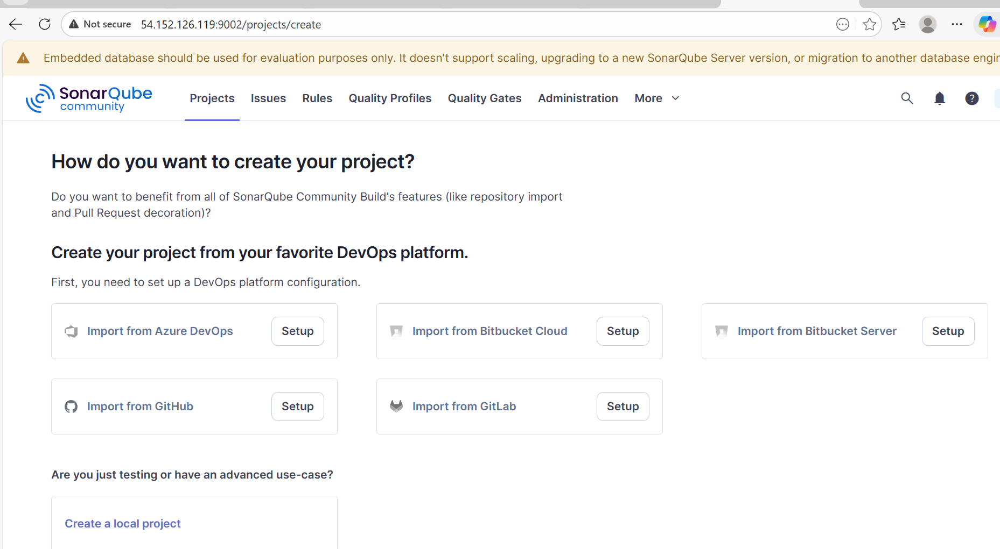 Not secure 54.152.126.119:9002/projects/create
Embedded database should be used for evaluation purposes only. It doesn't support scaling, upgrading to a new SonarQube Server version, or migration to another database
SonarQube
community
Projects Issues Rules Quality Profiles Quality Gates Administration More
How do you want to create your project?
Do you want to benefit from all of SonarQube Community Build's features (like repository import
and Pull Request decoration)?
Create your project from your favorite DevOps platform.
First, you need to set up a DevOps platform configuration.
Import from Azure DevOps Setup Import from Bitbucket Cloud Setup Import from Bitbucket Server Setup
Import from GitHub Setup Import from GitLab Setup
Are you just testing or have an advanced use-case?
Create a local project